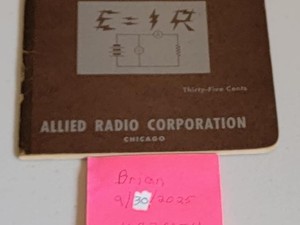 E = I R
Thirty-Five Cents
ALLIED RADIO CORPORATION
CHICAGO
Brian
9/30/2025